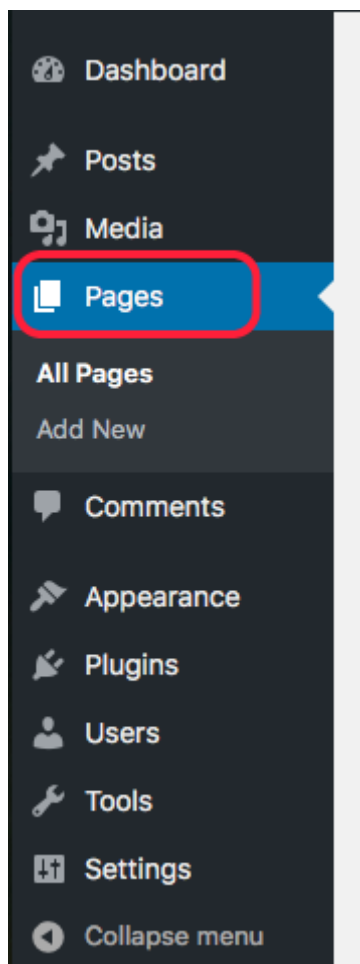 Dashboard
Posts
Media
Pages
All Pages
Add New
Comments
Appearance
Plugins
Users
Tools
Settings
Collapse menu